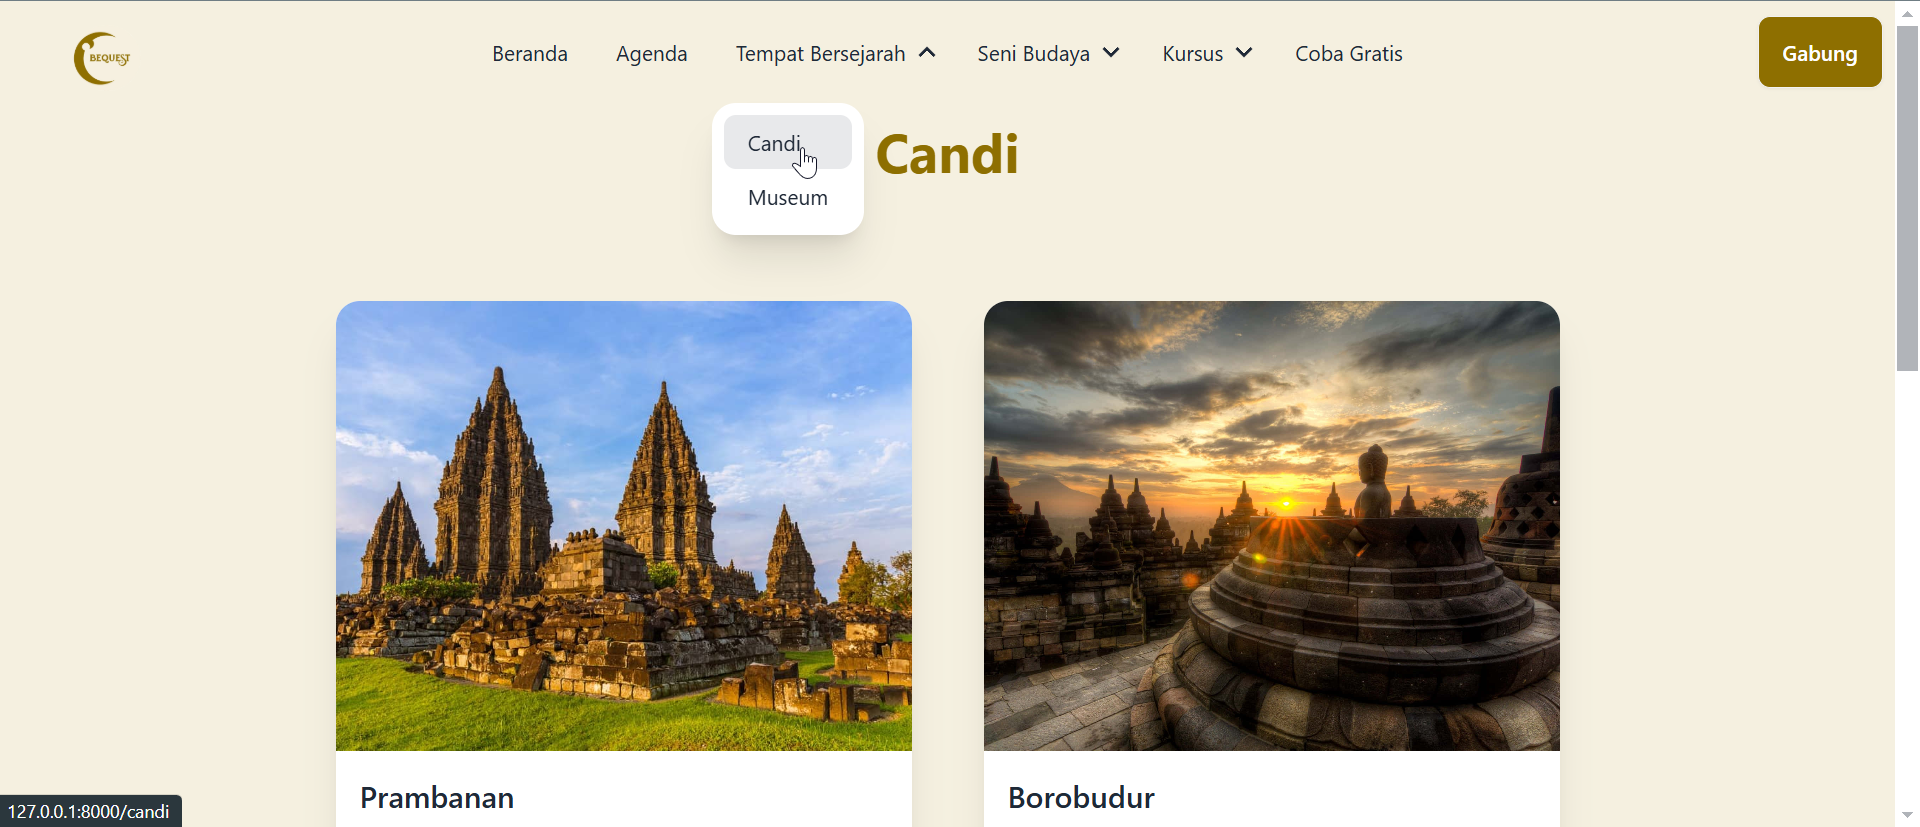 BEQUEST
Beranda Agenda Tempat Bersejarah Seni Budaya Kursus Coba Gratis Gabung
Candi
Museum
Candi
Prambanan Borobudur
127.0.0.1:8000/candi